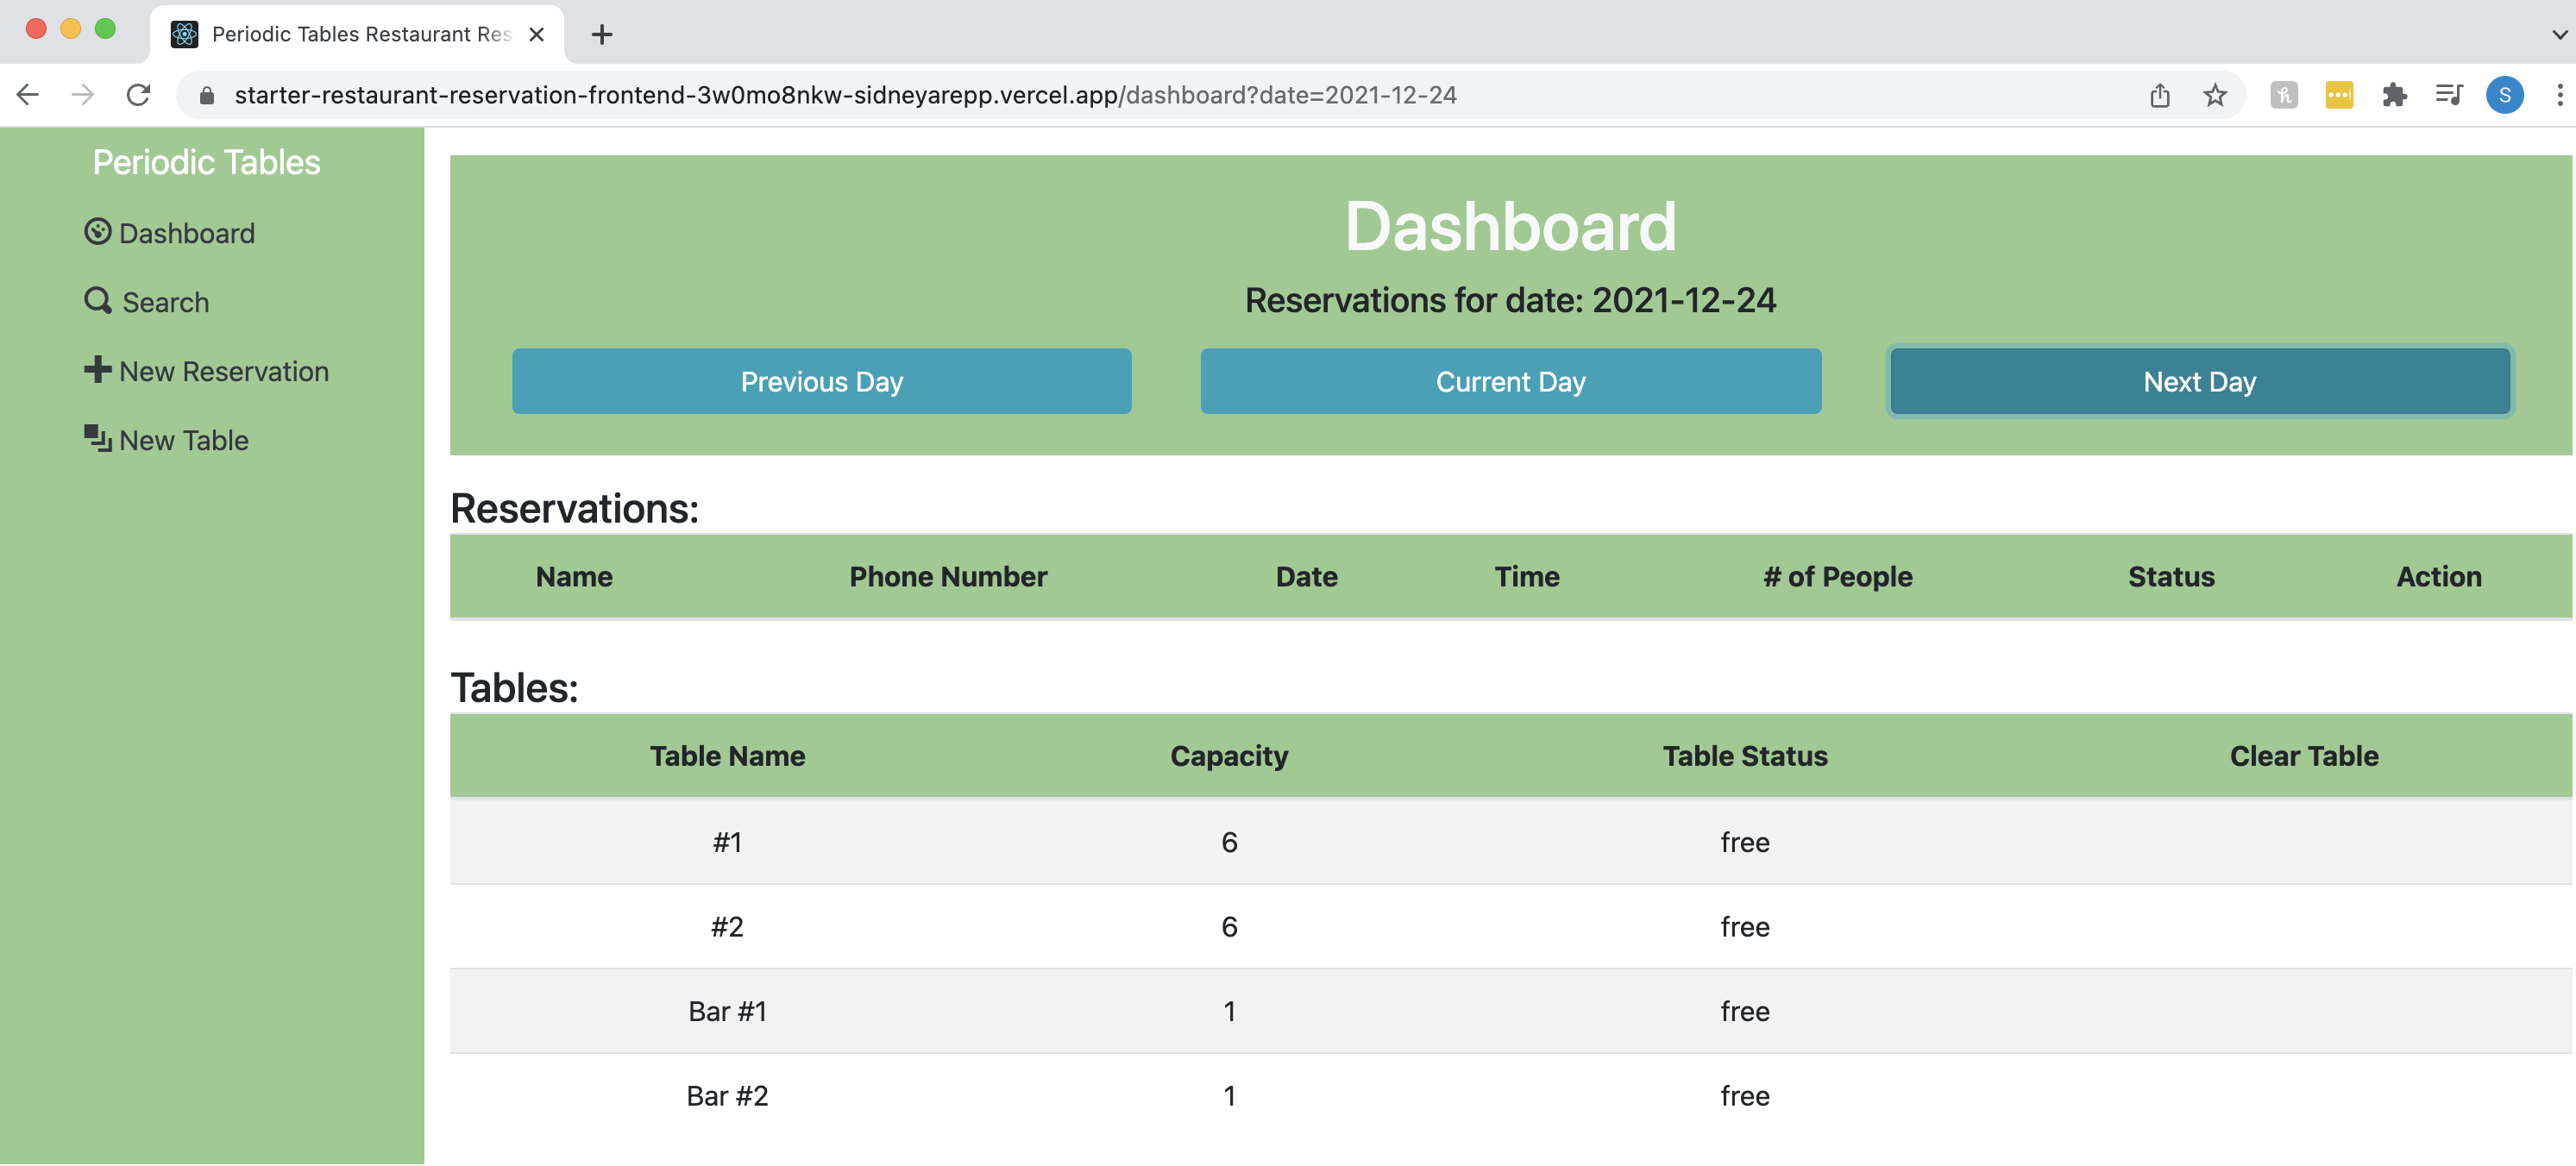 Periodic Tables Restaurant Res
starter-restaurant-reservation-frontend-3w0mo8nkw-sidneyarepp.vercel.app/dashboard?date=2021-12-24
S
Periodic Tables
Dashboard
Search
New Reservation
New Table
Dashboard
Reservations for date: 2021-12-24
Previous Day Current Day Next Day
Reservations:
Name Phone Number Date Time # of People Status Action
Tables:
Table Name Capacity Table Status Clear Table
#1 6 free
#2 6 free
Bar #1 1 free
Bar #2 1 free